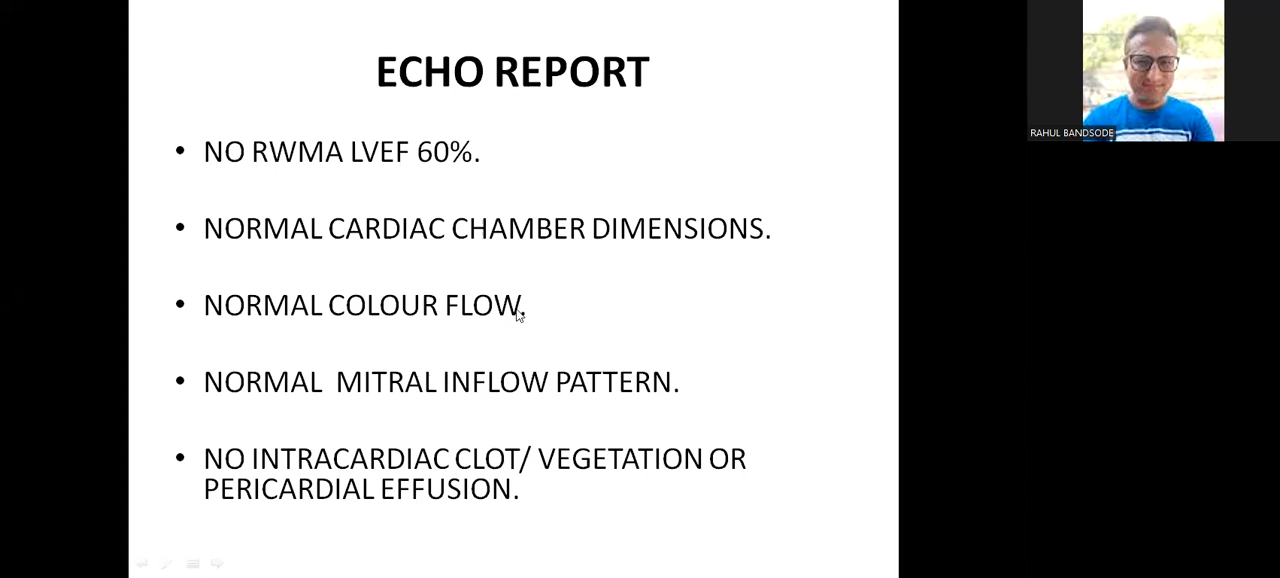 ECHO REPORT
• NO RWMA LVEF 60%.
• NORMAL CARDIAC CHAMBER DIMENSIONS.
• NORMAL COLOUR FLOW.
• NORMAL MITRAL INFLOW PATTERN.
• NO INTRACARDIAC CLOT/ VEGETATION OR
PERICARDIAL EFFUSION.
RAHUL BANDSODE